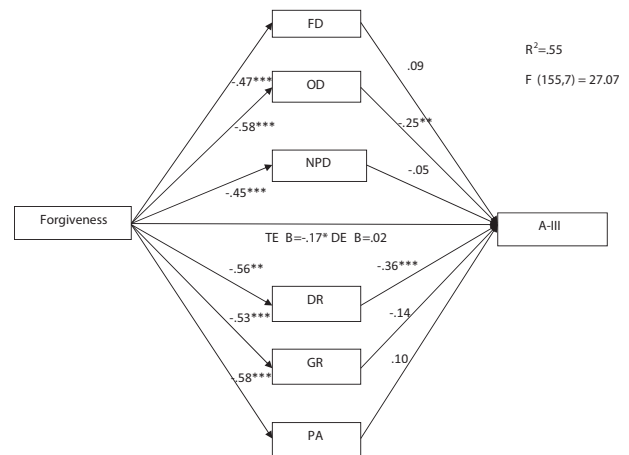 FD
R²=.55
.09
F (155,7) = 27.07
-.47***
OD
-.58***
-.25**
NPD
-.05
-.45***
Forgiveness
A-III
TE B=-.17* DE B=.02
-.56**
-.36***
DR
-.53***
-.14
GR
-.58***
.10
PA